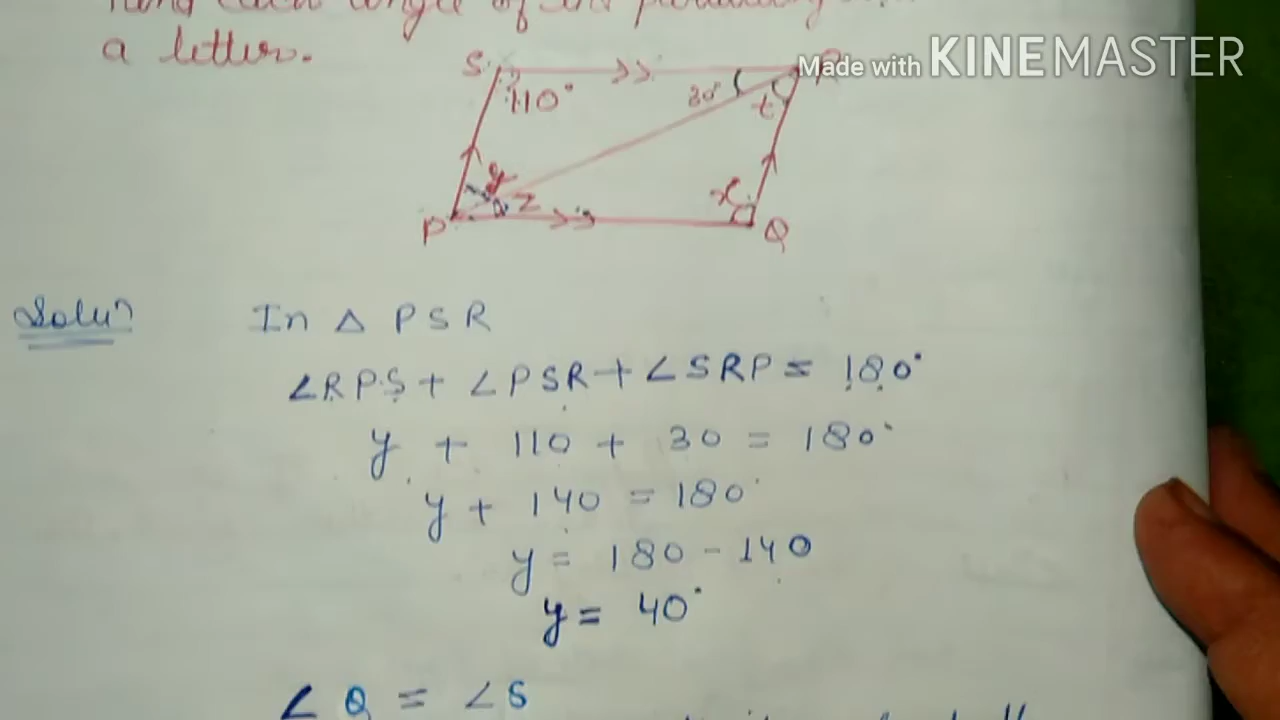 a letter.
S
R
110°
30°
t
y
z
x
P
Q
Made with KINEMASTER
Soluⁿ
In △ PSR
∠RPS + ∠PSR + ∠SRP = 180°
y + 110 + 30 = 180°
y + 140 = 180°
y = 180 - 140
y = 40°
∠Q = ∠S